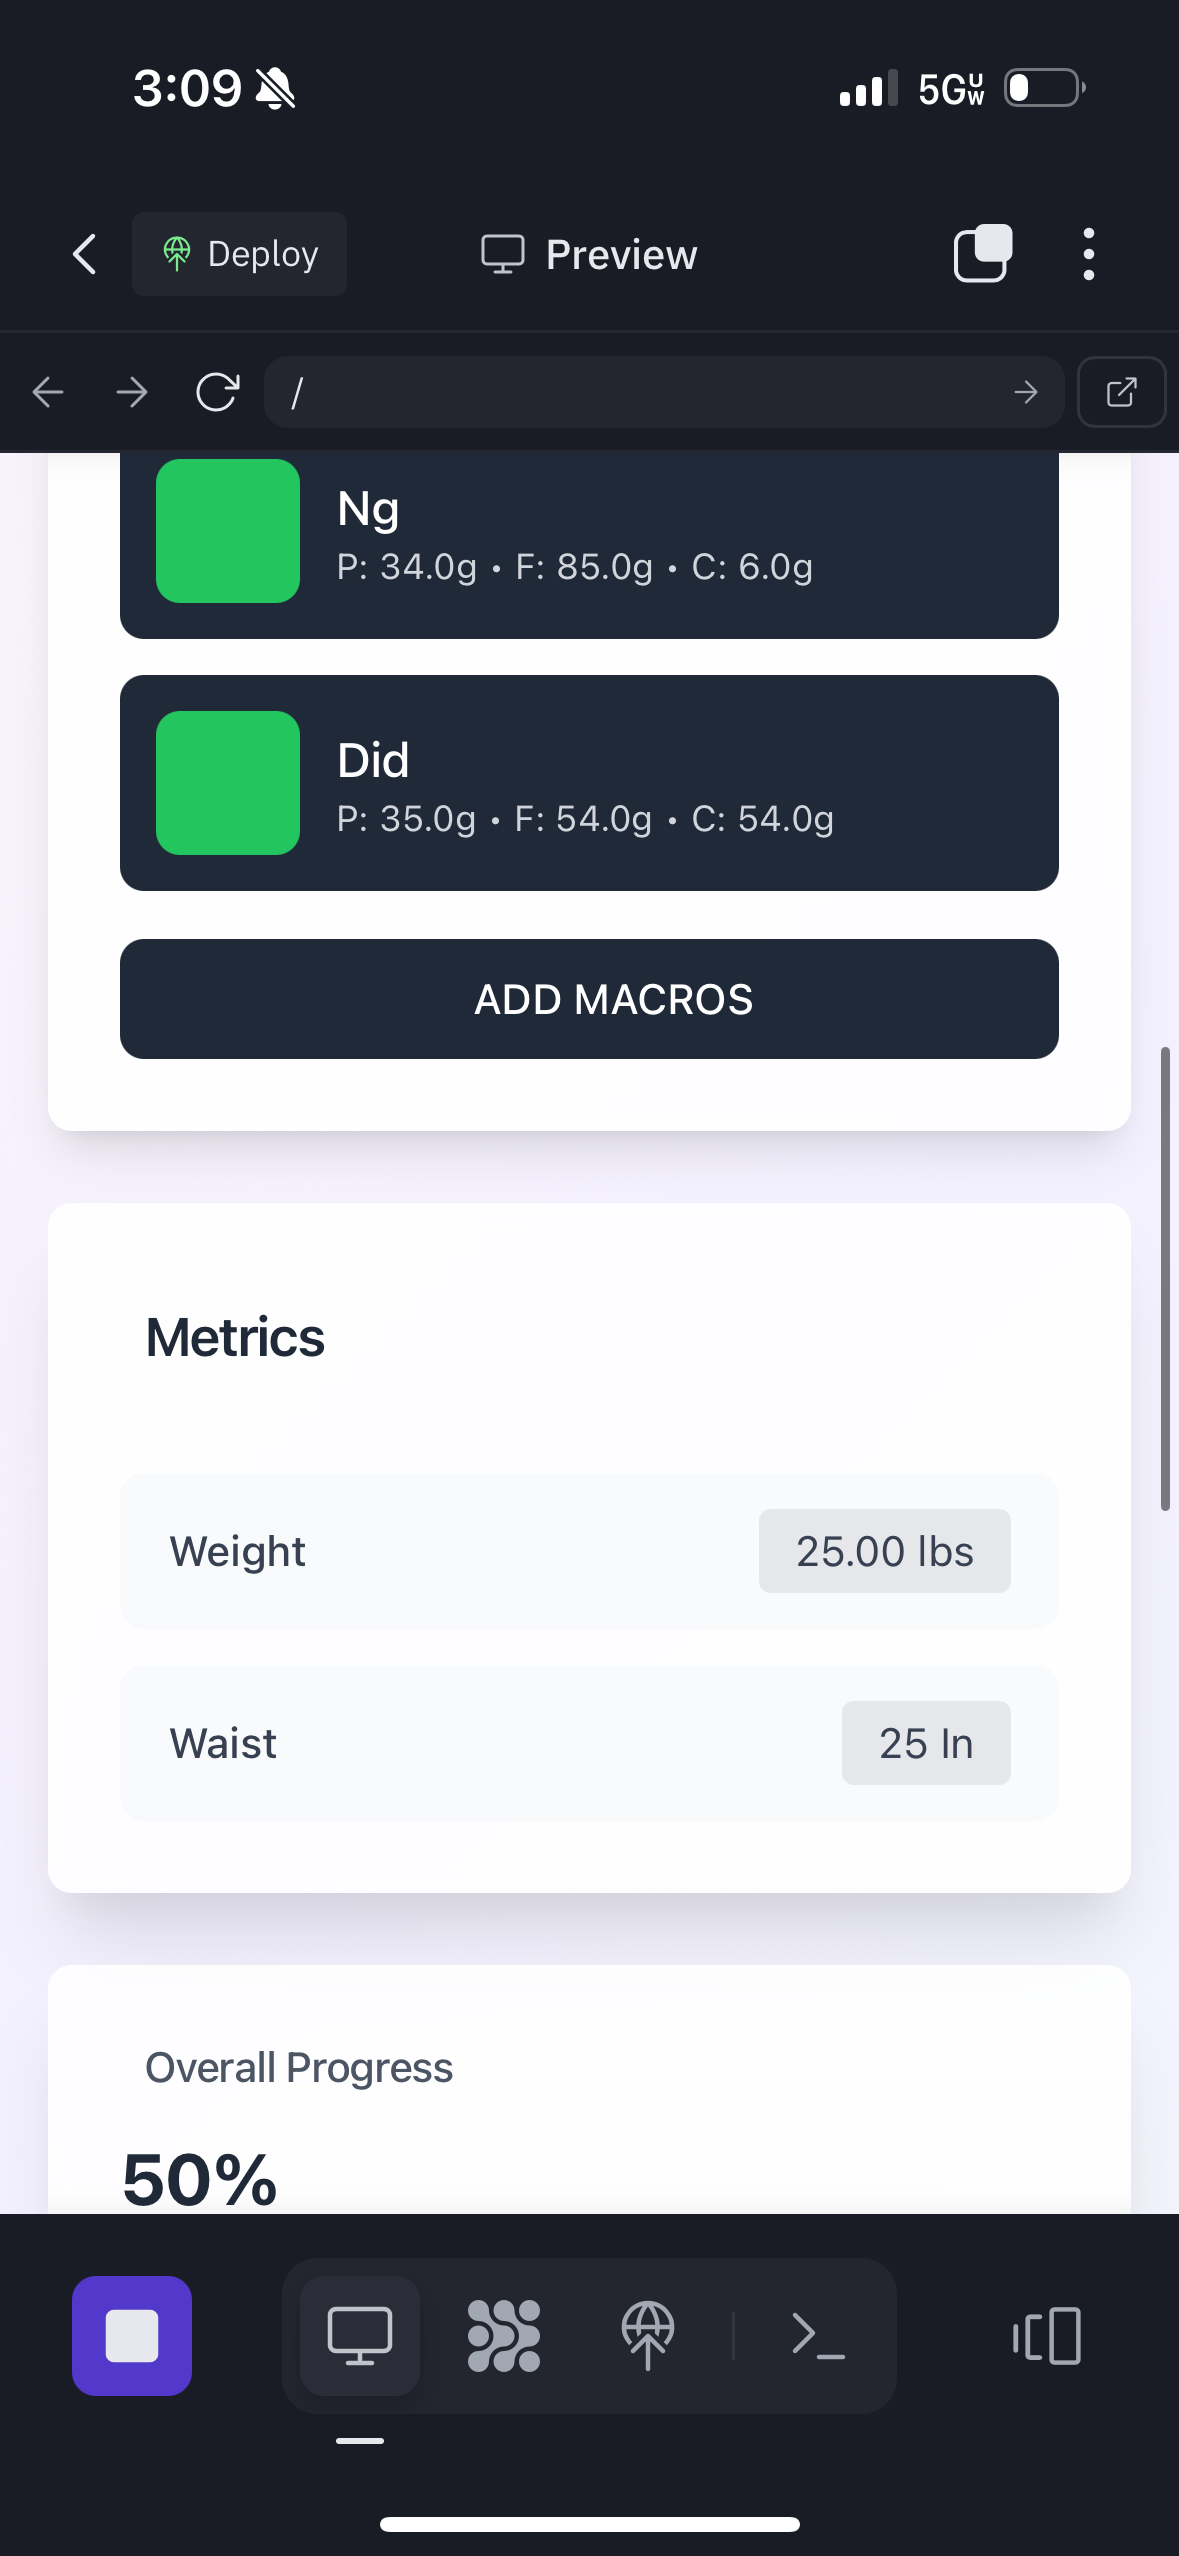 3:09
5G UW
Deploy
Preview
/
Ng
P: 34.0g • F: 85.0g • C: 6.0g
Did
P: 35.0g • F: 54.0g • C: 54.0g
ADD MACROS
Metrics
Weight
25.00 lbs
Waist
25 In
Overall Progress
50%